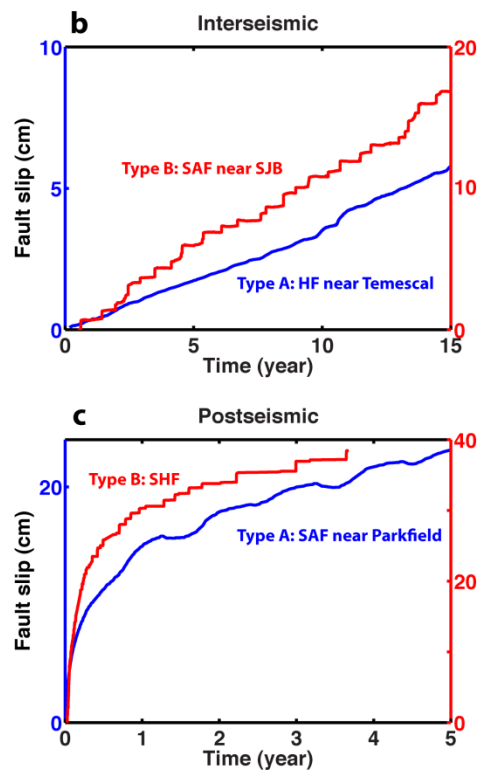 b
Interseismic
10
20
Fault slip (cm)
Type B: SAF near SJB
5
10
Type A: HF near Temescal
0
0
0
5
10
15
Time (year)
c
Postseismic
40
Type B: SHF
20
Type A: SAF near Parkfield
Fault slip (cm)
20
0
0
0
1
2
3
4
5
Time (year)